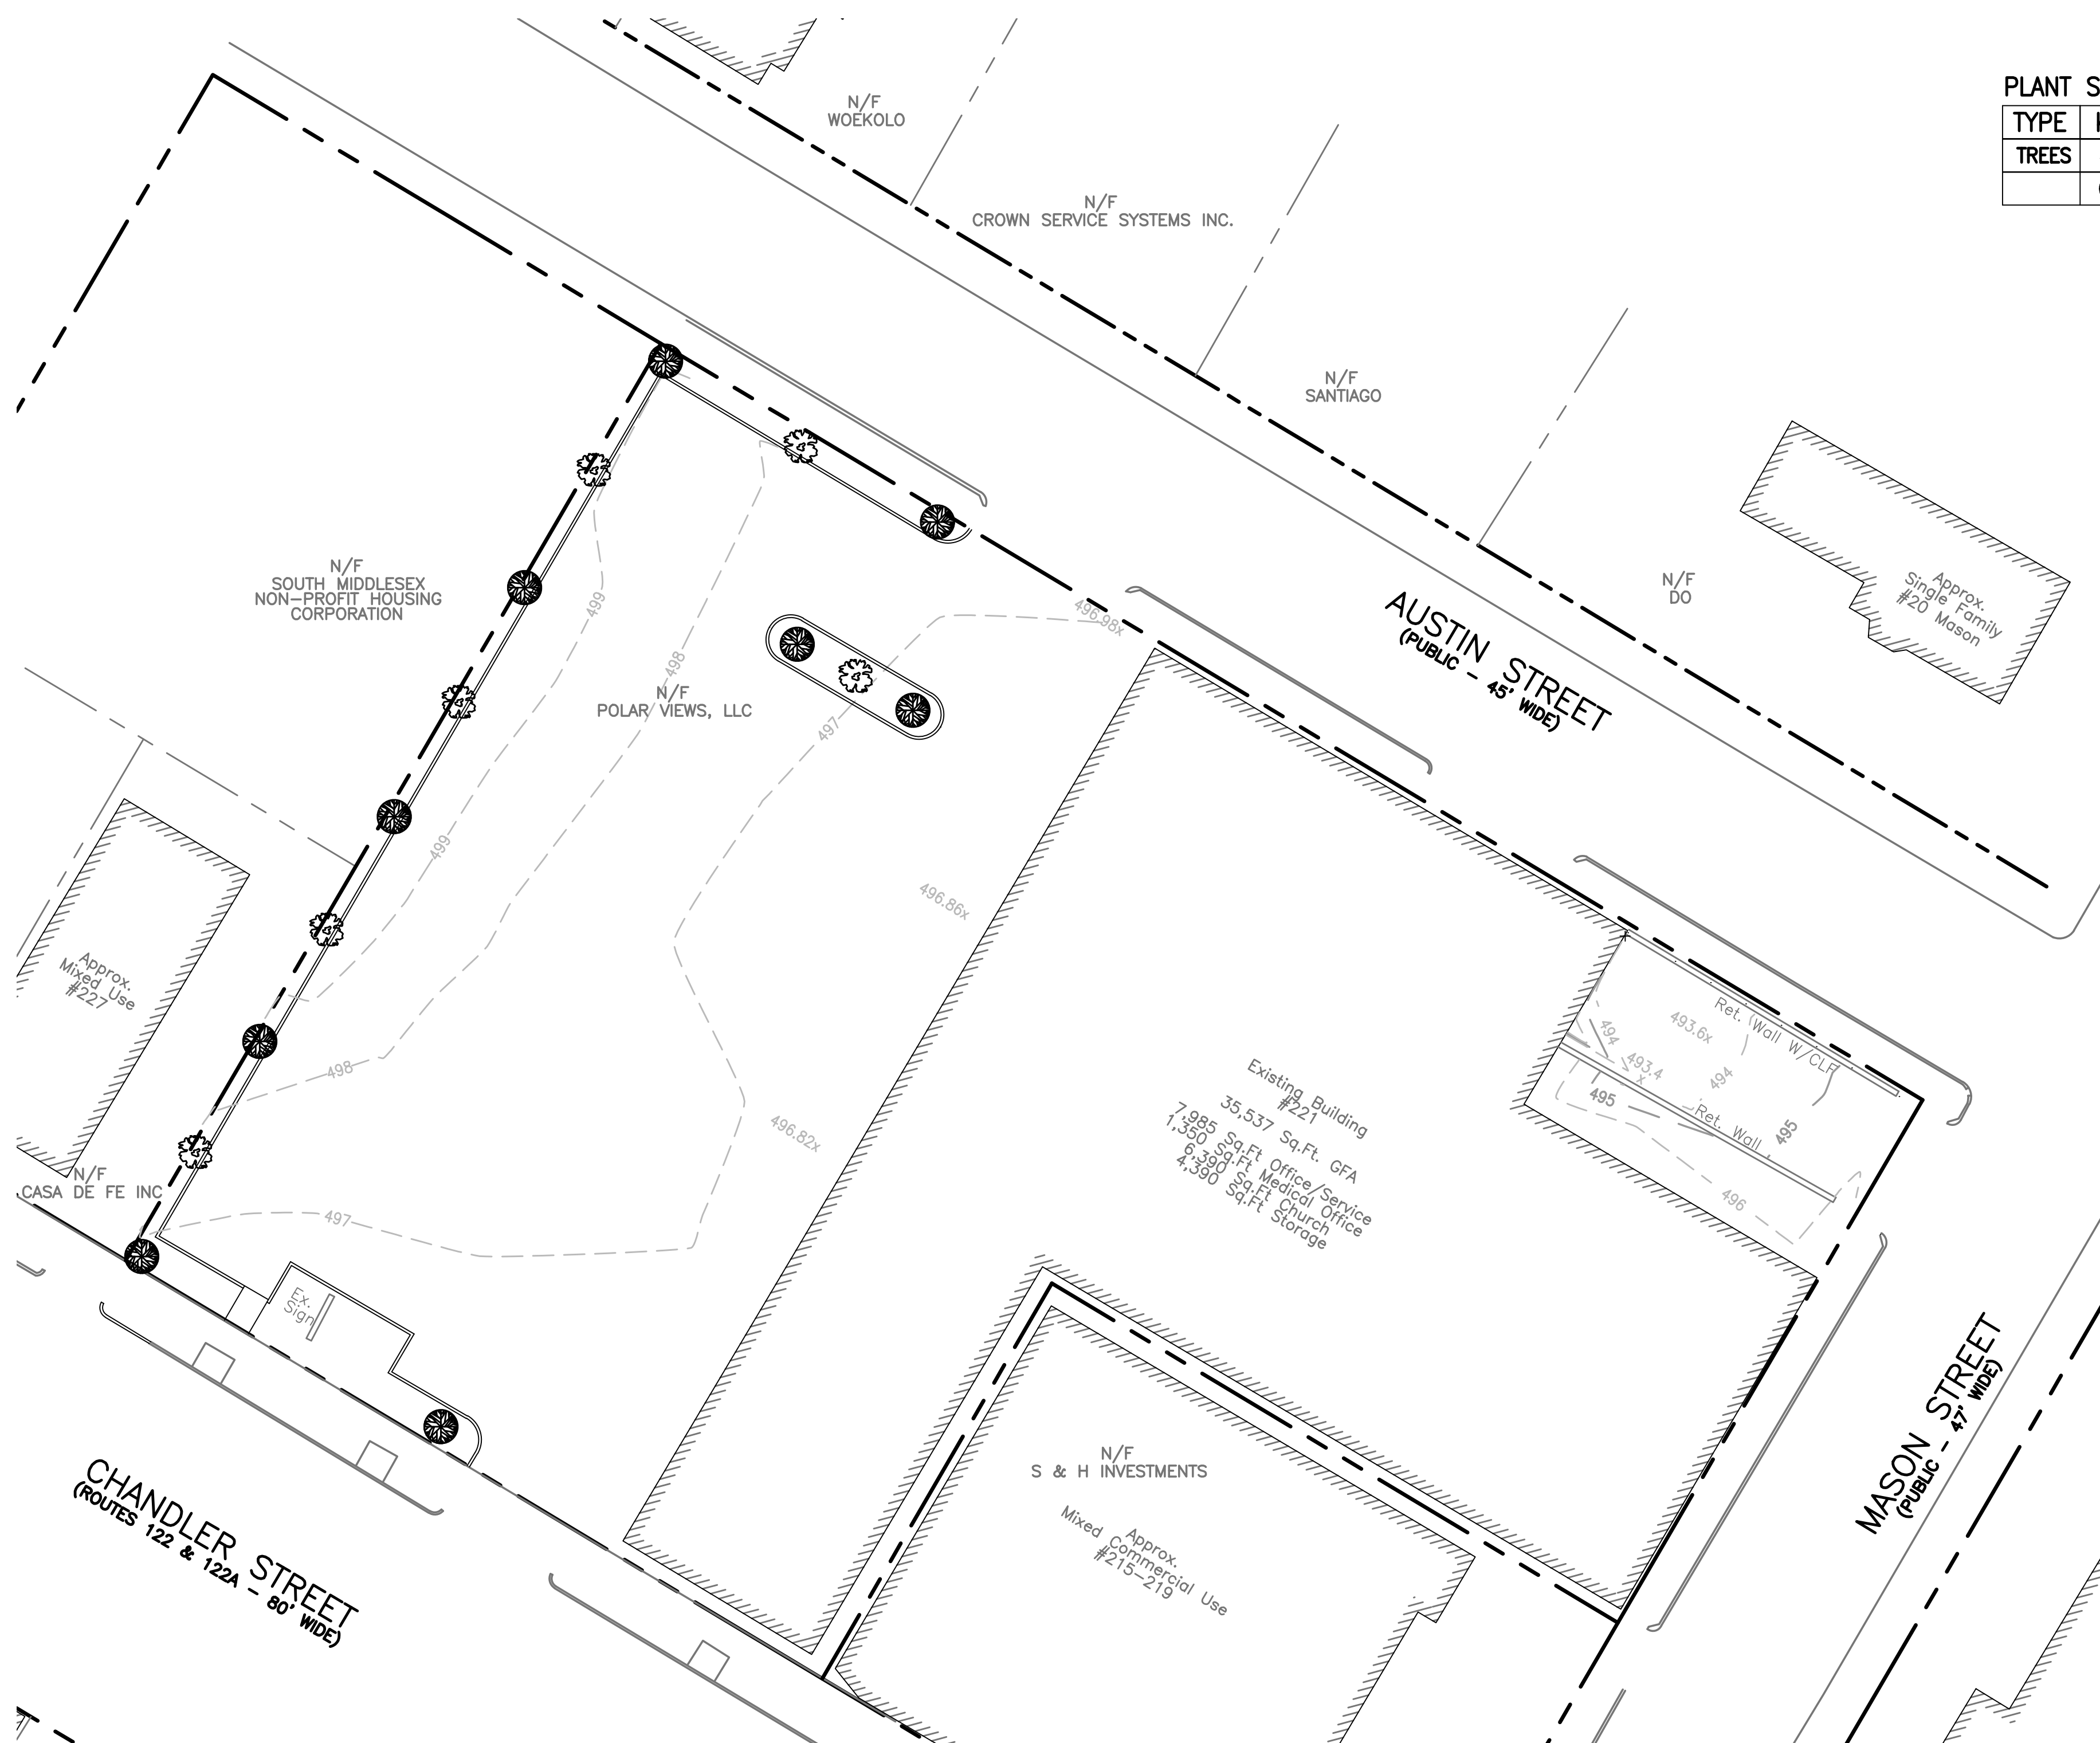 N/F
WOEKOLO
PLANT
TYPE
TREES
N/F
CROWN SERVICE SYSTEMS INC.
N/F
SANTIAGO
N/F
DO
Approx.
Single Family
#20 Mason
AUSTIN STREET
(PUBLIC - 45' WIDE)
N/F
SOUTH MIDDLESEX
NON-PROFIT HOUSING
CORPORATION
499
498
496.98x
N/F
POLAR VIEWS, LLC
497
499
496.86x
Approx.
Mixed Use
#227
498
496.82x
N/F
CASA DE FE INC
497
Ex.
Sign
Existing Building
#221
35,537 Sq.Ft. GFA
7,985 Sq.Ft Office/Service
1,350 Sq.Ft Medical Office
6,390 Sq.Ft Church
4,390 Sq.Ft Storage
Ret. Wall W/CLF
493.6x
494
493.4
x
494
495
Ret. Wall
495
496
N/F
S & H INVESTMENTS
Approx.
Mixed Commercial Use
#215-219
CHANDLER STREET
(ROUTES 122 & 122A - 80' WIDE)
MASON STREET
(PUBLIC - 47' WIDE)